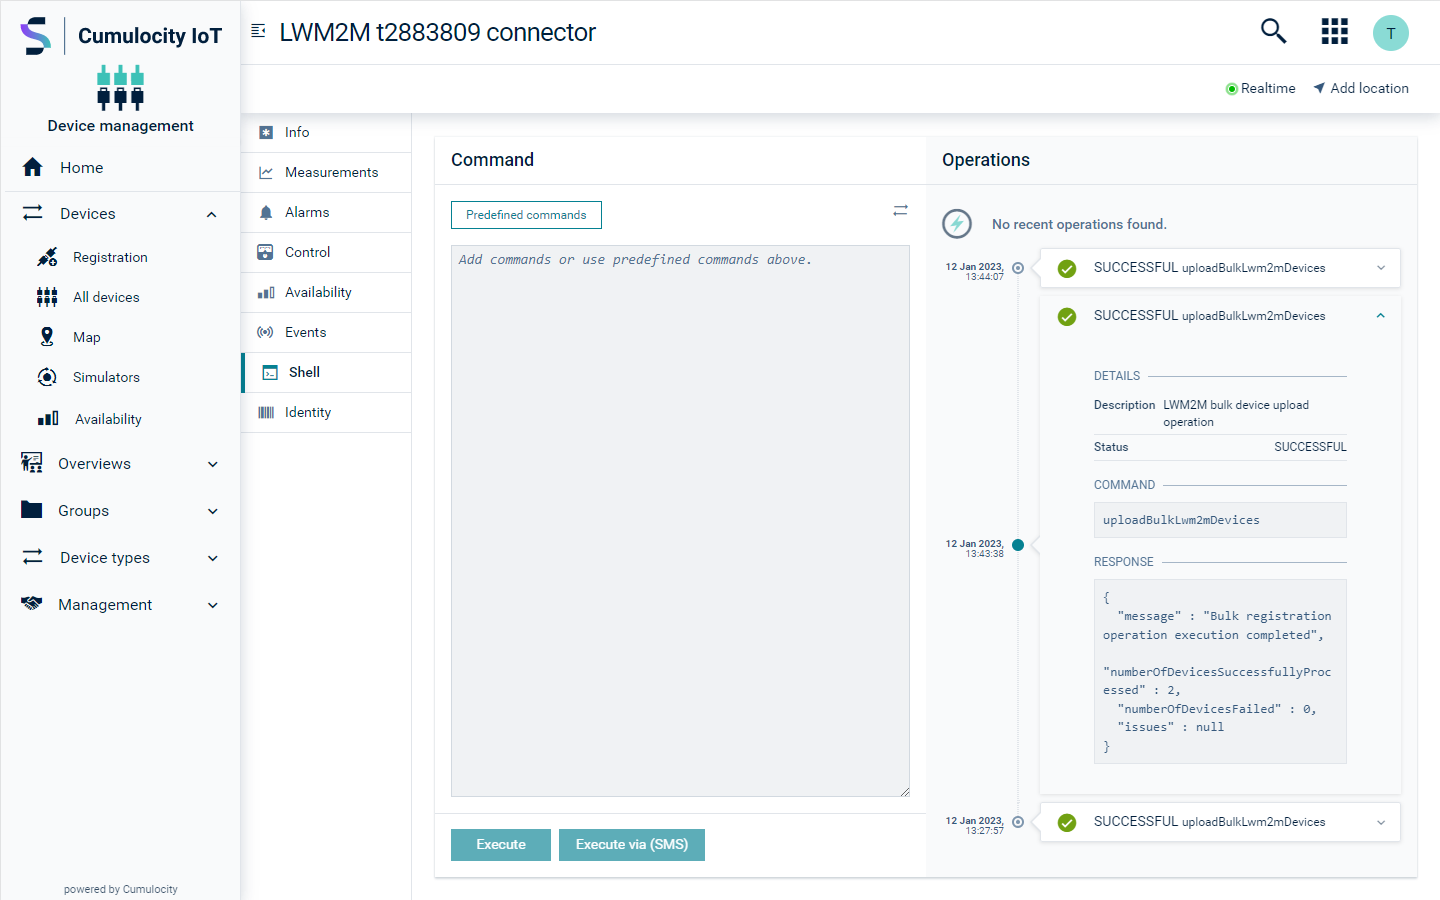 Cumulocity IoT
LWM2M t2883809 connector
T
Device management
Realtime
Add location
Home
Devices
Registration
All devices
Map
Simulators
Availability
Overviews
Groups
Device types
Management
powered by Cumulocity
Info
Measurements
Alarms
Control
Availability
Events
Shell
Identity
Command
Predefined commands
Add commands or use predefined commands above.
Execute
Execute via (SMS)
Operations
No recent operations found.
12 Jan 2023,
13:44:07
SUCCESSFUL uploadBulkLwm2mDevices
12 Jan 2023,
13:43:38
SUCCESSFUL uploadBulkLwm2mDevices
DETAILS
Description LWM2M bulk device upload
operation
Status SUCCESSFUL
COMMAND
uploadBulkLwm2mDevices
RESPONSE
{
"message" : "Bulk registration
operation execution completed",
"numberOfDevicesSuccessfullyProc
essed" : 2,
"numberOfDevicesFailed" : 0,
"issues" : null
}
12 Jan 2023,
13:27:57
SUCCESSFUL uploadBulkLwm2mDevices